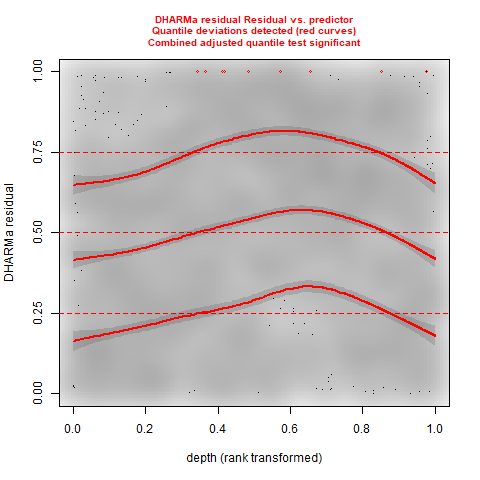 DHARMa residual Residual vs. predictor
Quantile deviations detected (red curves)
Combined adjusted quantile test significant
1.00
0.75
0.50
0.25
0.00
DHARMa residual
0.0 0.2 0.4 0.6 0.8 1.0
depth (rank transformed)